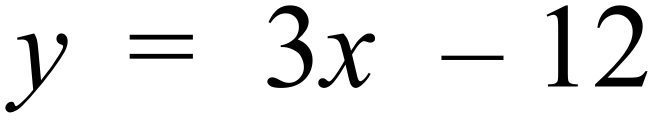 y = 3x − 12